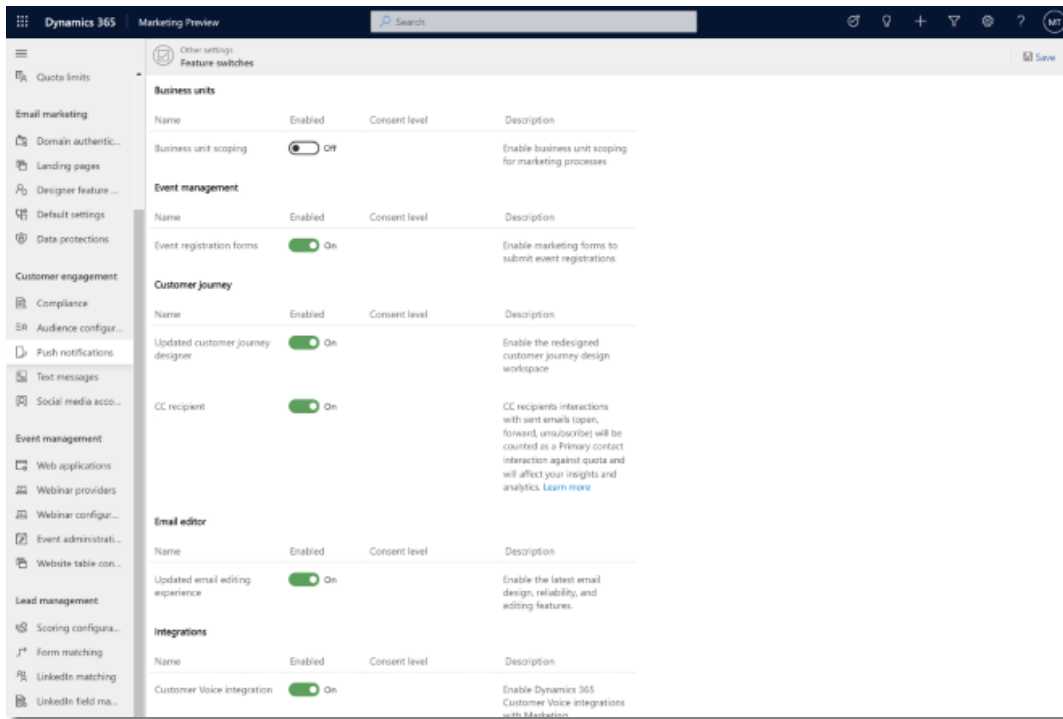 Dynamics 365
Marketing Preview
Search
MT
Other settings
Feature switches
Save
Quota limits
Email marketing
Domain authentic...
Landing pages
Designer feature ...
Default settings
Data protections
Customer engagement
Compliance
Audience configur...
Push notifications
Text messages
Social media acco...
Event management
Web applications
Webinar providers
Webinar configur...
Event administrati...
Website table con...
Lead management
Scoring configura...
Form matching
LinkedIn matching
LinkedIn field ma...
Business units
Name Enabled Consent level Description
Business unit scoping Off Enable business unit scoping
for marketing processes
Event management
Name Enabled Consent level Description
Event registration forms On Enable marketing forms to
submit event registrations
Customer journey
Name Enabled Consent level Description
Updated customer journey On Enable the redesigned
designer customer journey design
workspace
CC recipient On CC recipients interactions
with sent emails (open,
forward, unsubscribe) will be
counted as a Primary contact
interaction against quota and
will affect your insights and
analytics. Learn more
Email editor
Name Enabled Consent level Description
Updated email editing On Enable the latest email
experience design, reliability, and
editing features.
Integrations
Name Enabled Consent level Description
Customer Voice integration On Enable Dynamics 365
Customer Voice integrations
with Marketing